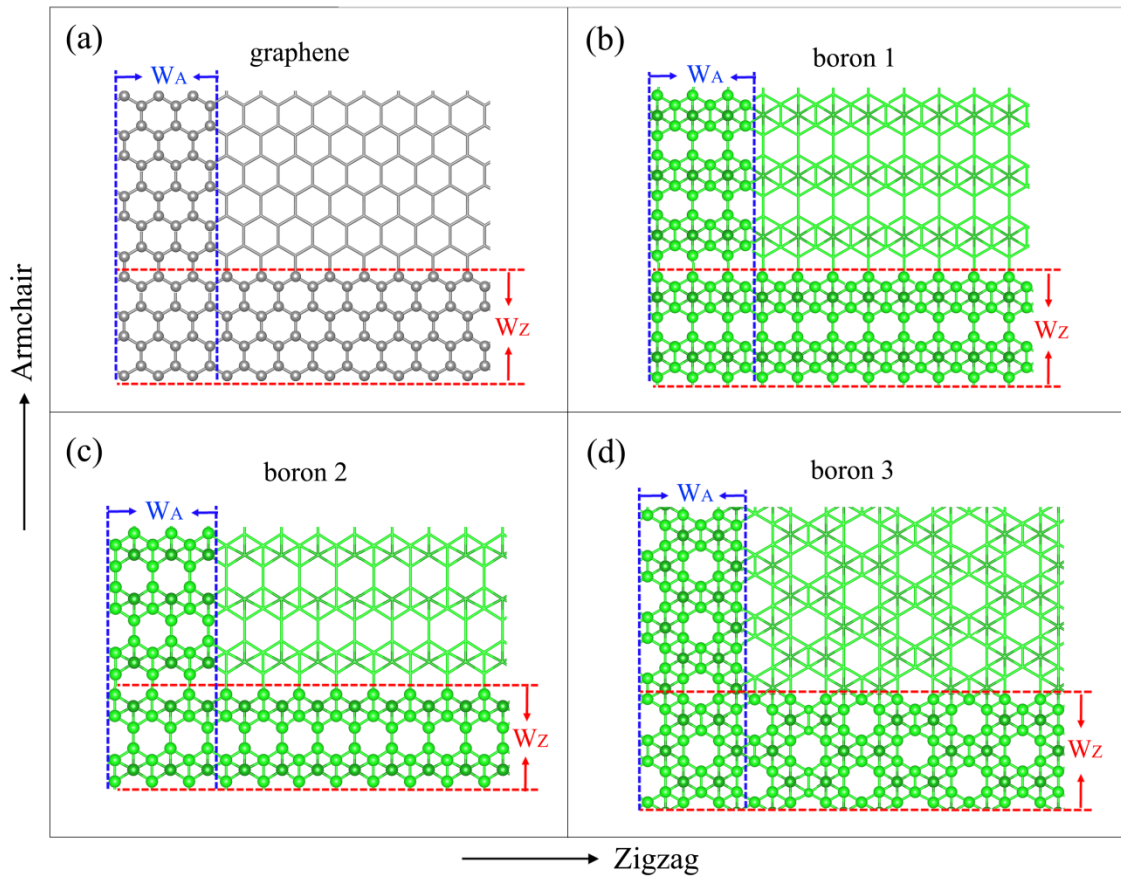 (a)
graphene
WA
WZ
(b)
boron 1
WA
WZ
Armchair
(c)
boron 2
WA
WZ
(d)
boron 3
WA
WZ
Zigzag